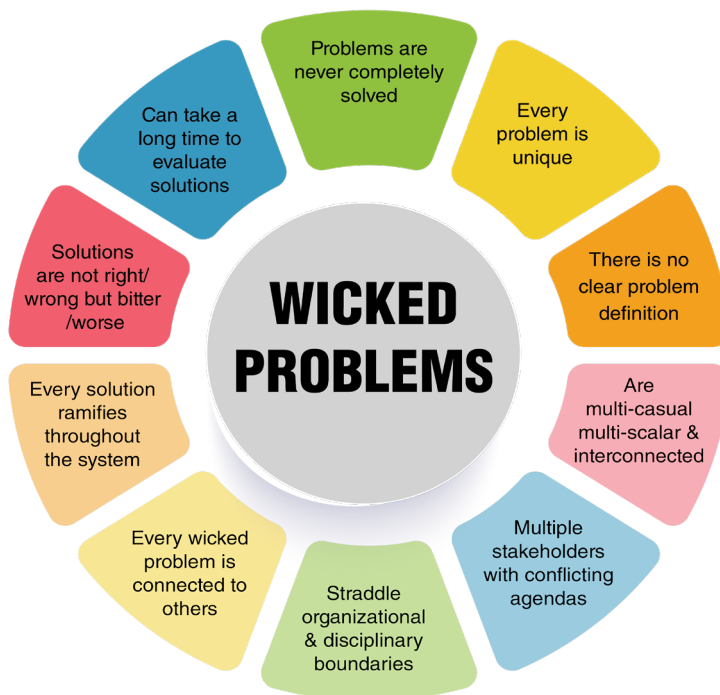 Problems are
never completely
solved
Every
problem is
unique
There is no
clear problem
definition
Are
multi-casual
multi-scalar &
interconnected
Multiple
stakeholders
with conflicting
agendas
Straddle
organizational
& disciplinary
boundaries
Every wicked
problem is
connected to
others
Every solution
ramifies
throughout
the system
Solutions
are not right/
wrong but bitter
/worse
Can take a
long time to
evaluate
solutions
WICKED
PROBLEMS